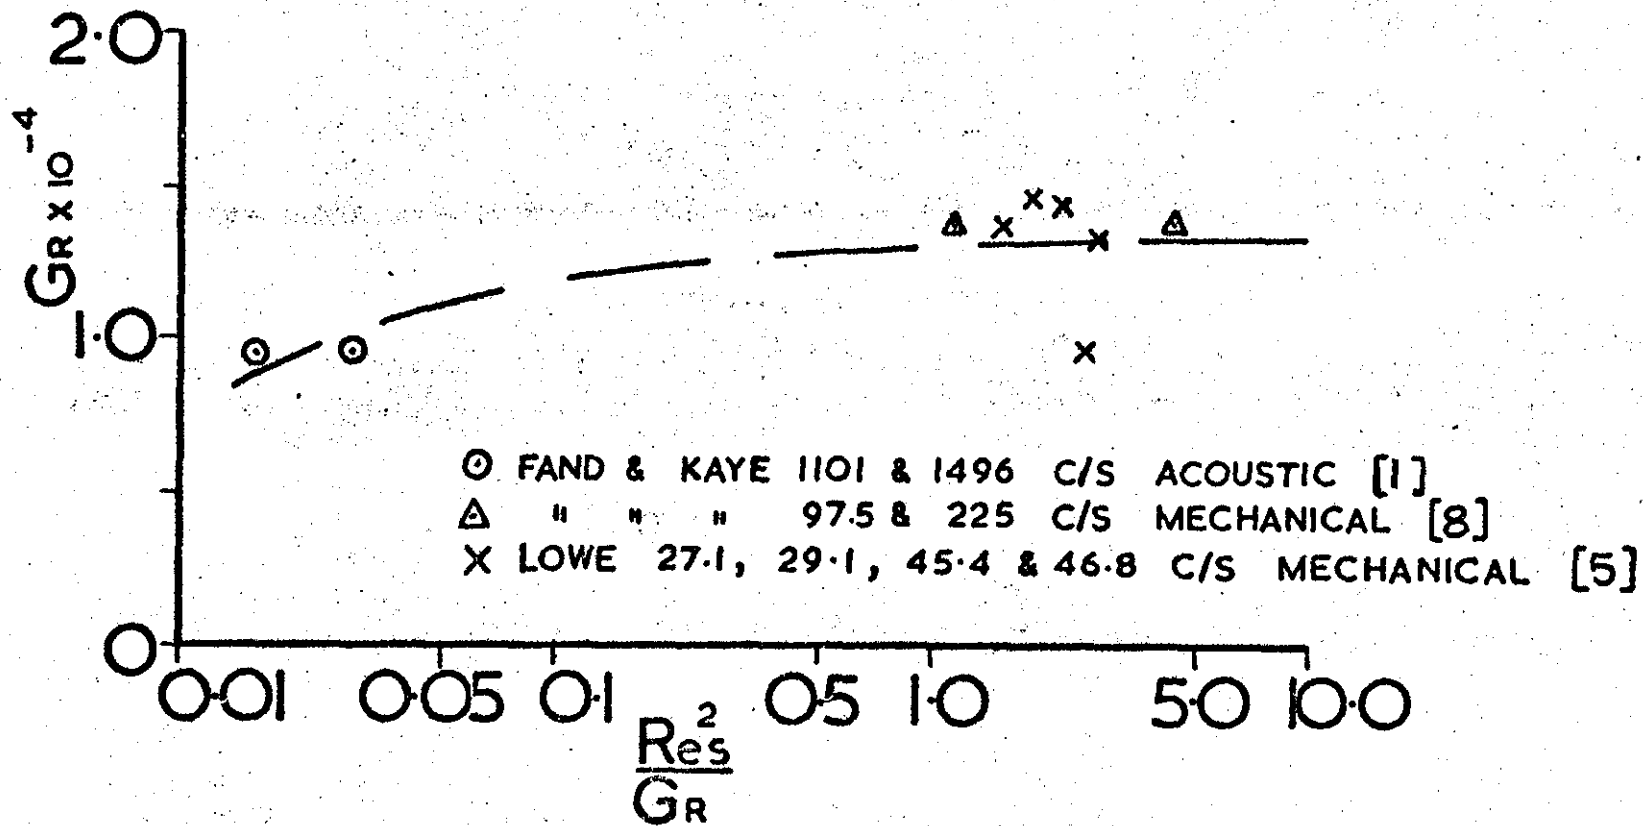 2·0
GR x 10⁻⁴
1·0
⊙ FAND & KAYE 1101 & 1496 C/S ACOUSTIC [1]
△ " " " 97.5 & 225 C/S MECHANICAL [8]
X LOWE 27·1, 29·1, 45·4 & 46·8 C/S MECHANICAL [5]
0
0·01 0·05 0·1 0·5 1·0 5·0 10·0
Res²
GR